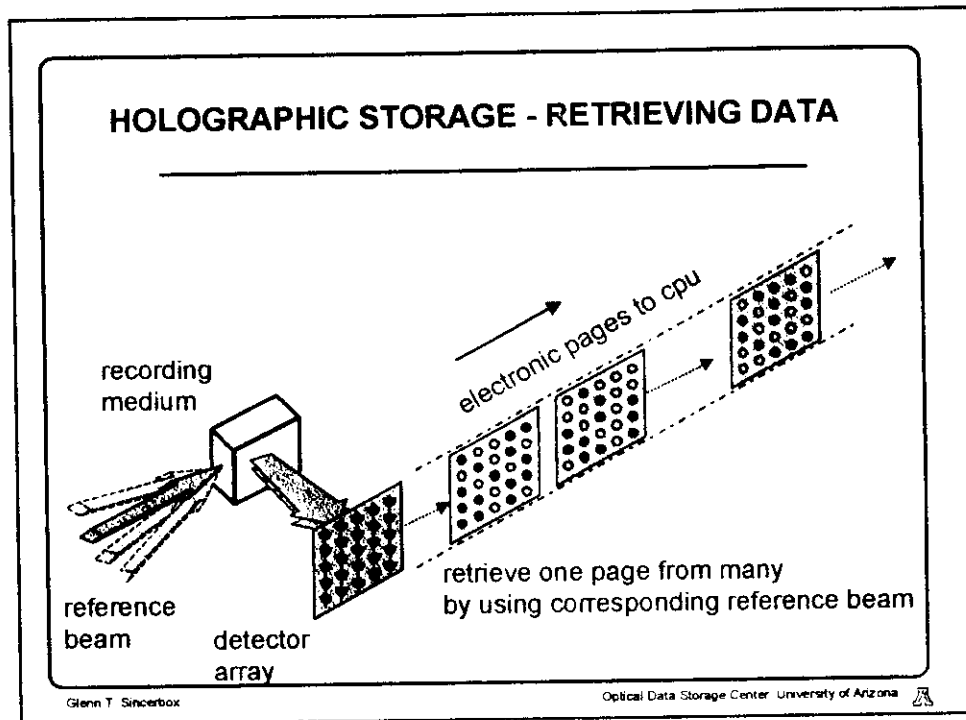 HOLOGRAPHIC STORAGE - RETRIEVING DATA
electronic pages to cpu
recording
medium
reference
beam
detector
array
retrieve one page from many
by using corresponding reference beam
Glenn T Sincerbox
Optical Data Storage Center University of Arizona